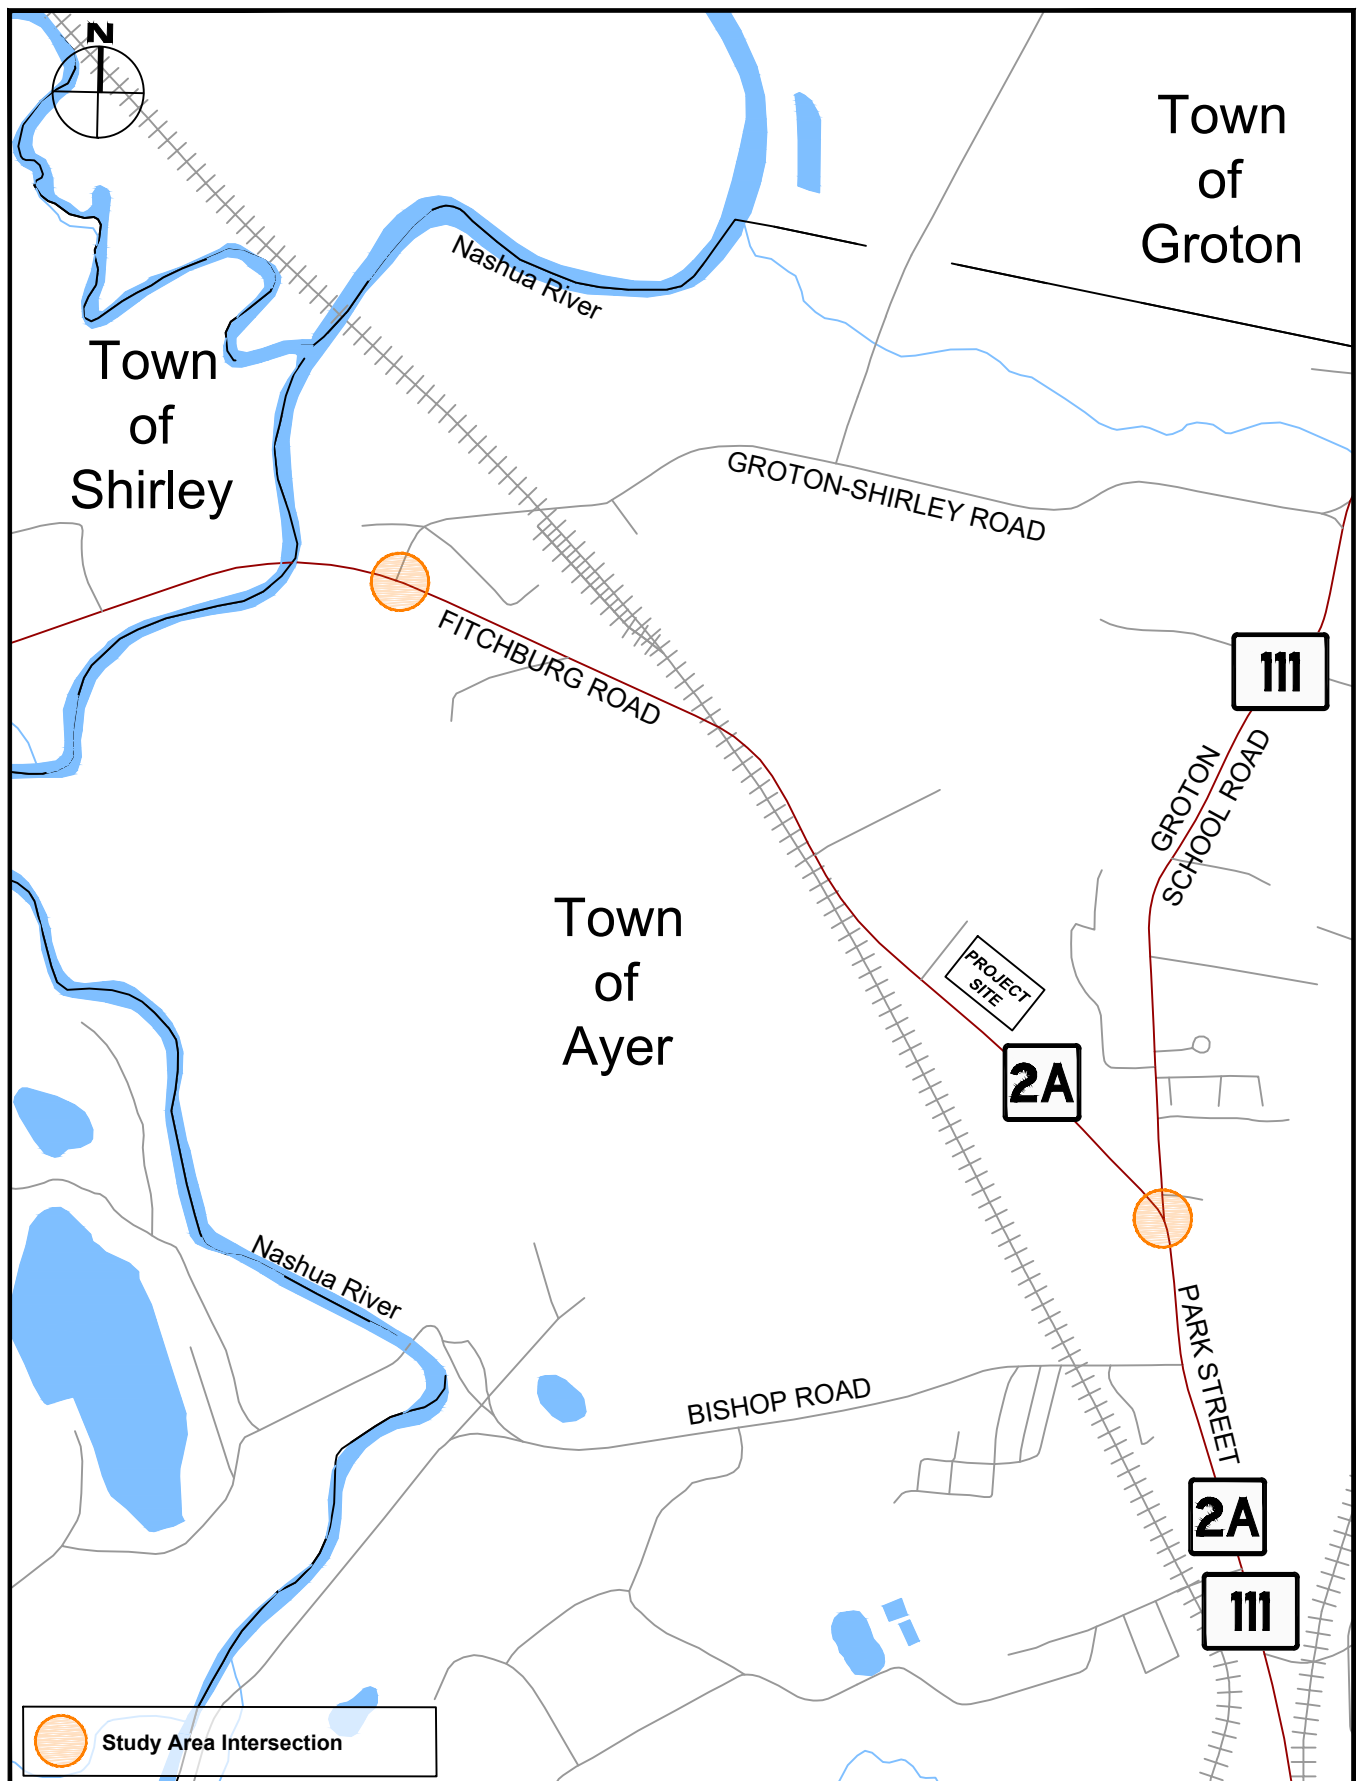 N
Town
of
Groton
Nashua River
Town
of
Shirley
GROTON-SHIRLEY ROAD
FITCHBURG ROAD
111
GROTON
SCHOOL ROAD
Town
of
Ayer
PROJECT
SITE
2A
Nashua River
PARK STREET
BISHOP ROAD
2A
111
Study Area Intersection